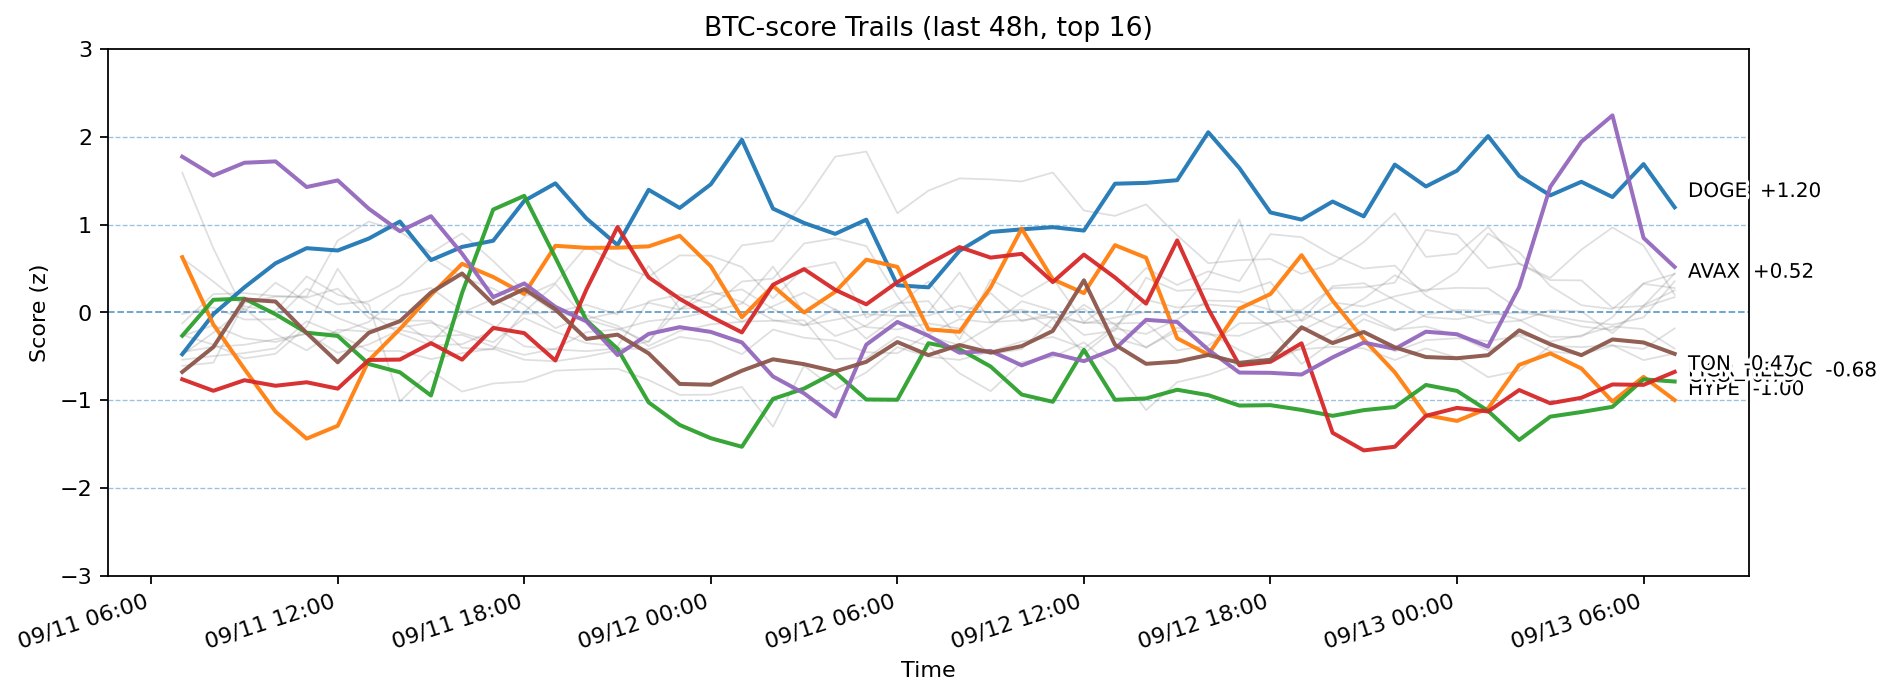 BTC-score Trails (last 48h, top 16)
3
2
1
0
−1
−2
−3
Score (z)
DOGE +1.20
AVAX +0.52
TON -0.47
-0.68
HYPE -1.00
09/11 06:00
09/11 12:00
09/11 18:00
09/12 00:00
09/12 06:00
09/12 12:00
09/12 18:00
09/13 00:00
09/13 06:00
Time